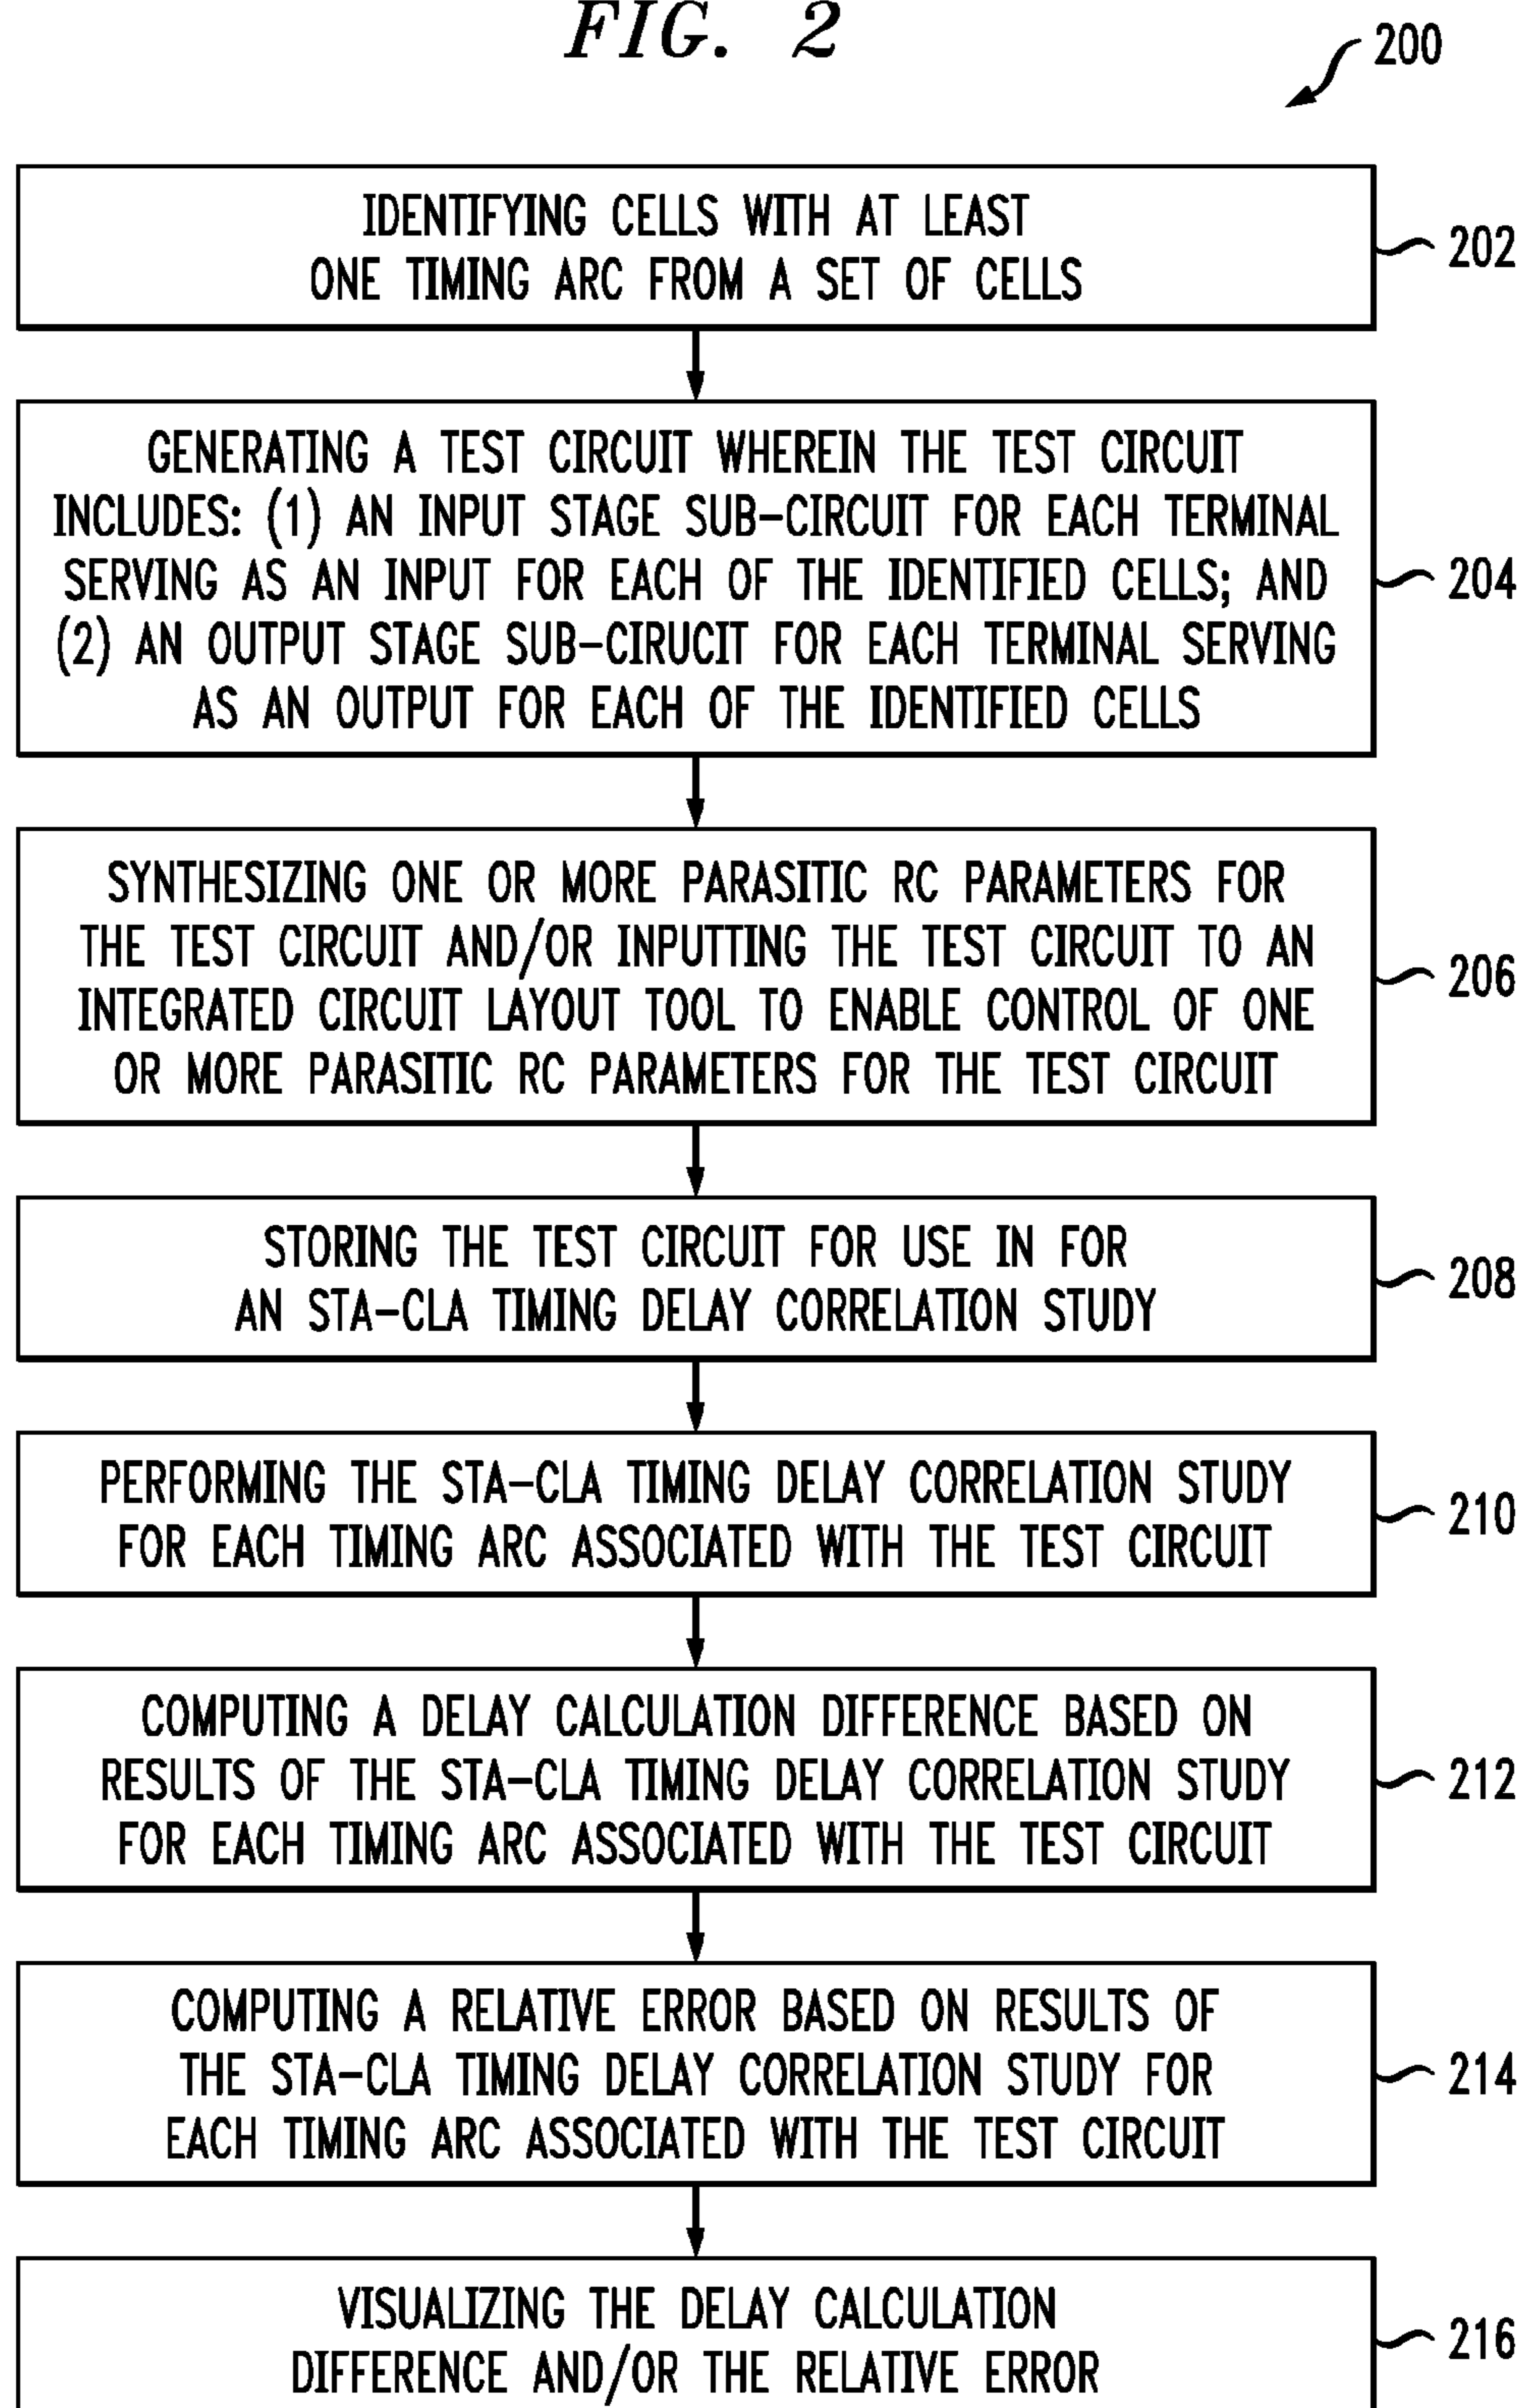 FIG. 2
200
IDENTIFYING CELLS WITH AT LEAST
ONE TIMING ARC FROM A SET OF CELLS
202
GENERATING A TEST CIRCUIT WHEREIN THE TEST CIRCUIT
INCLUDES: (1) AN INPUT STAGE SUB-CIRCUIT FOR EACH TERMINAL
SERVING AS AN INPUT FOR EACH OF THE IDENTIFIED CELLS; AND
(2) AN OUTPUT STAGE SUB-CIRUCIT FOR EACH TERMINAL SERVING
AS AN OUTPUT FOR EACH OF THE IDENTIFIED CELLS
204
SYNTHESIZING ONE OR MORE PARASITIC RC PARAMETERS FOR
THE TEST CIRCUIT AND/OR INPUTTING THE TEST CIRCUIT TO AN
INTEGRATED CIRCUIT LAYOUT TOOL TO ENABLE CONTROL OF ONE
OR MORE PARASITIC RC PARAMETERS FOR THE TEST CIRCUIT
206
STORING THE TEST CIRCUIT FOR USE IN FOR
AN STA-CLA TIMING DELAY CORRELATION STUDY
208
PERFORMING THE STA-CLA TIMING DELAY CORRELATION STUDY
FOR EACH TIMING ARC ASSOCIATED WITH THE TEST CIRCUIT
210
COMPUTING A DELAY CALCULATION DIFFERENCE BASED ON
RESULTS OF THE STA-CLA TIMING DELAY CORRELATION STUDY
FOR EACH TIMING ARC ASSOCIATED WITH THE TEST CIRCUIT
212
COMPUTING A RELATIVE ERROR BASED ON RESULTS OF
THE STA-CLA TIMING DELAY CORRELATION STUDY FOR
EACH TIMING ARC ASSOCIATED WITH THE TEST CIRCUIT
214
VISUALIZING THE DELAY CALCULATION
DIFFERENCE AND/OR THE RELATIVE ERROR
216